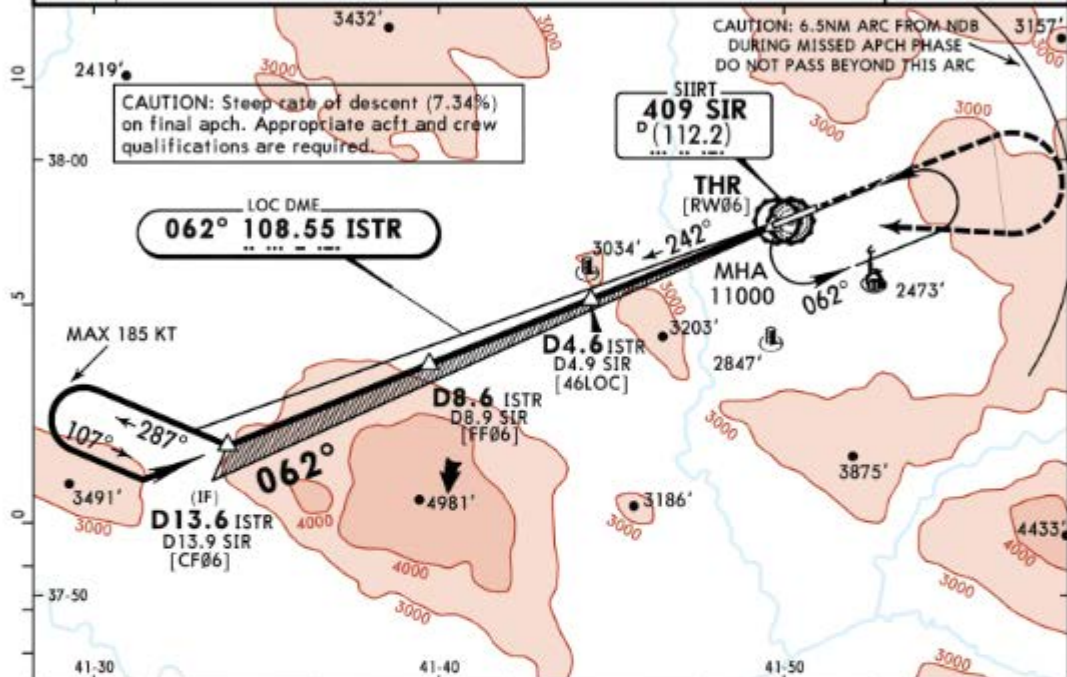 3432'
CAUTION: 6.5NM ARC FROM NDB
DURING MISSED APCH PHASE
DO NOT PASS BEYOND THIS ARC
3157'
3000
2419'
3000
10
CAUTION: Steep rate of descent (7.34%)
on final apch. Appropriate acft and crew
qualifications are required.
SIIRT
409 SIR
D (112.2)
3000
3000
38-00
THR
[RW06]
LOC DME
062° 108.55 ISTR
242°
3034'
MHA
11000
062°
2473'
5
3000
3203'
2847'
MAX 185 KT
D4.6 ISTR
D4.9 SIR
[46LOC]
D8.6 ISTR
D8.9 SIR
[FF06]
3000
287°
107°
062°
3875'
3491'
3000
(IF)
D13.6 ISTR
D13.9 SIR
[CF06]
4000
4981'
3186'
3000
4433'
4000
0
4000
3000
3000
37-50
41-30
41-40
41-50
3000